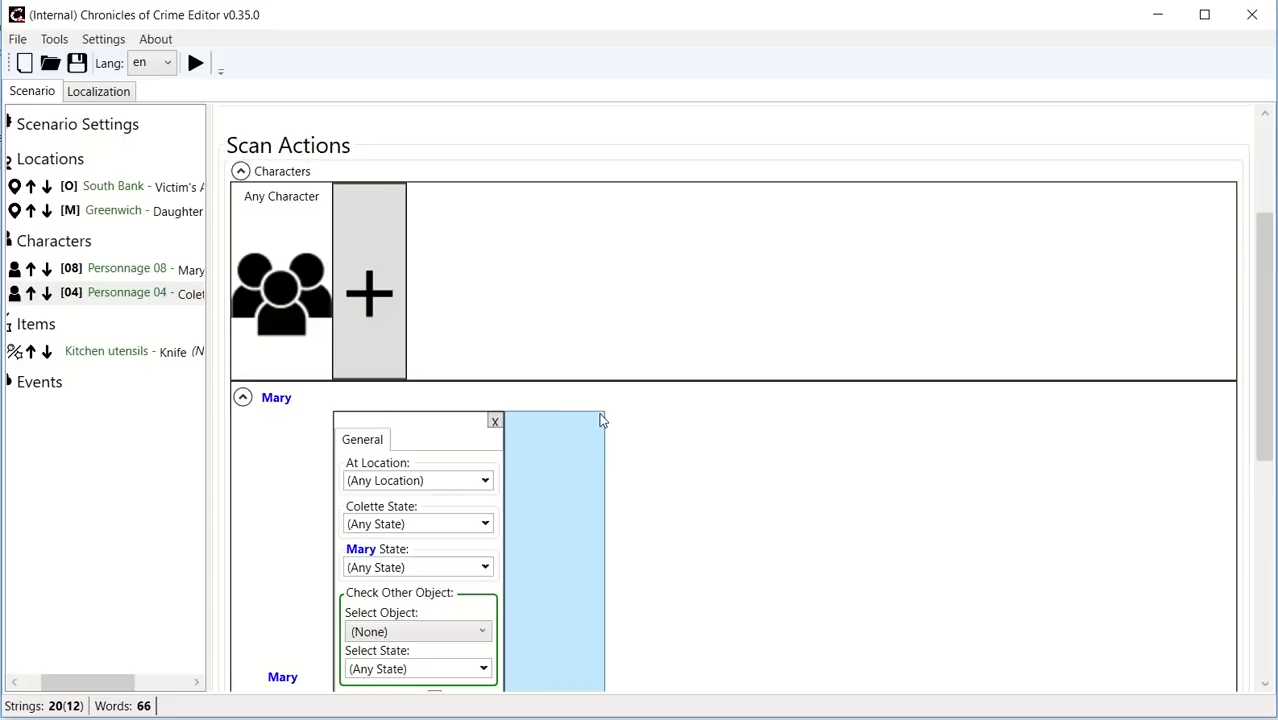 (Internal) Chronicles of Crime Editor v0.35.0
File Tools Settings About
Lang: en
Scenario Localization
Scenario Settings
Locations
[O] South Bank - Victim's A
[M] Greenwich - Daughter
Characters
[08] Personnage 08 - Mary
[04] Personnage 04 - Colet
Items
Kitchen utensils - Knife (N
Events
Scan Actions
Characters
Any Character
Mary
X
General
At Location:
(Any Location)
Colette State:
(Any State)
Mary State:
(Any State)
Check Other Object:
Select Object:
(None)
Select State:
(Any State)
Mary
Strings: 20(12) Words: 66